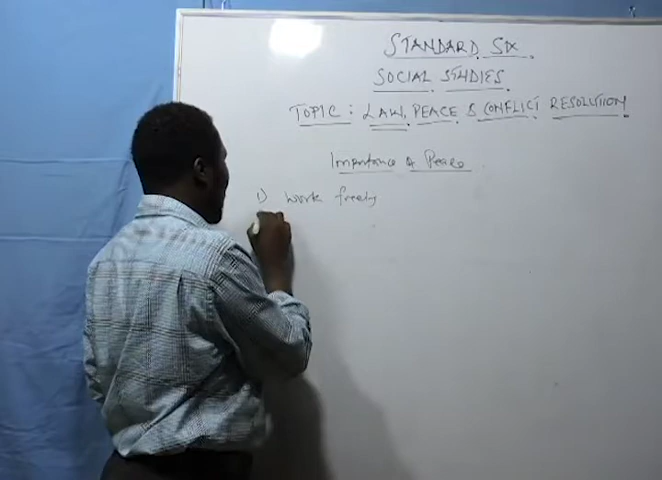 STANDARD SIX.
SOCIAL STUDIES
TOPIC: LAW, PEACE & CONFLICT RESOLUTION
Importance of Peace.
1) Work freely